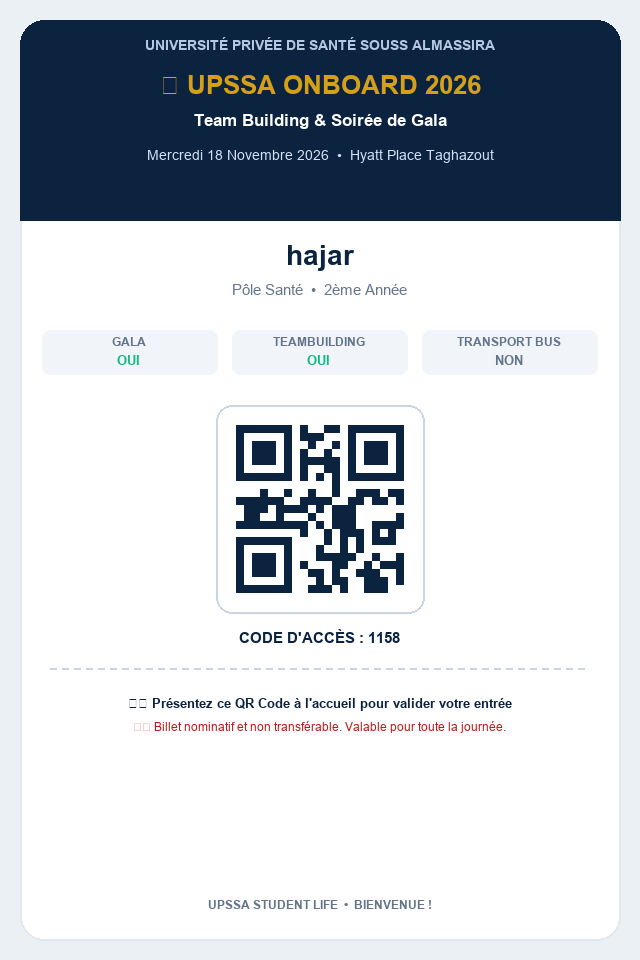 UNIVERSITÉ PRIVÉE DE SANTÉ SOUSS ALMASSIRA
UPSSA ONBOARD 2026
Team Building & Soirée de Gala
Mercredi 18 Novembre 2026 • Hyatt Place Taghazout
hajar
Pôle Santé • 2ème Année
GALA
OUI
TEAMBUILDING
OUI
TRANSPORT BUS
NON
CODE D'ACCÈS : 1158
Présentez ce QR Code à l'accueil pour valider votre entrée
Billet nominatif et non transférable. Valable pour toute la journée.
UPSSA STUDENT LIFE • BIENVENUE !